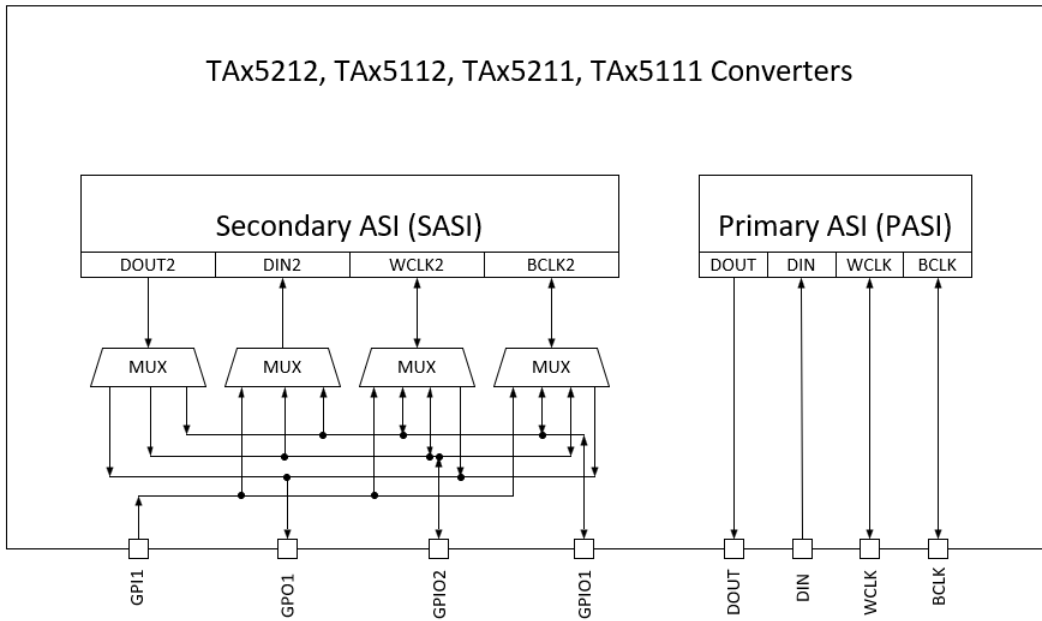 TAx5212, TAx5112, TAx5211, TAx5111 Converters
Secondary ASI (SASI)
DOUT2 DIN2 WCLK2 BCLK2
Primary ASI (PASI)
DOUT DIN WCLK BCLK
MUX MUX MUX MUX
GPI1 GPO1 GPIO2 GPIO1 DOUT DIN WCLK BCLK